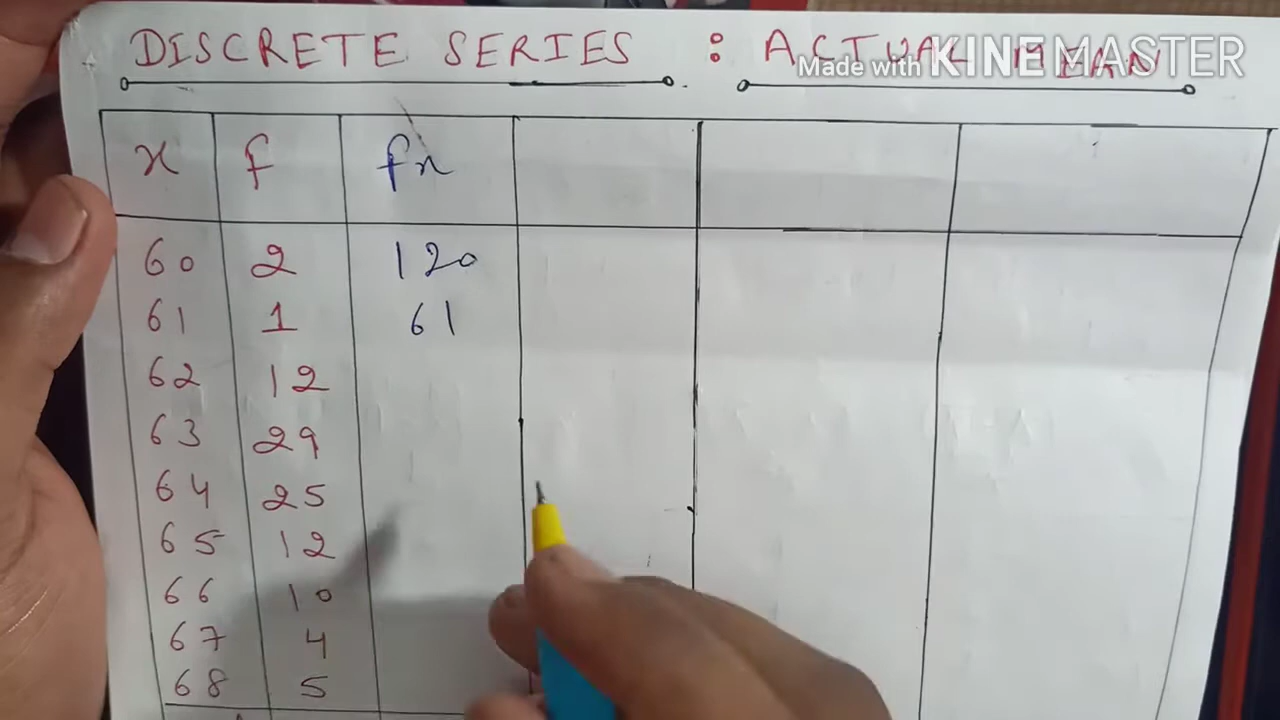 DISCRETE SERIES : ACTUAL MEAN
Made with KINEMASTER
x f fx
60 2 120
61 1 61
62 12
63 29
64 25
65 12
66 10
67 4
68 5